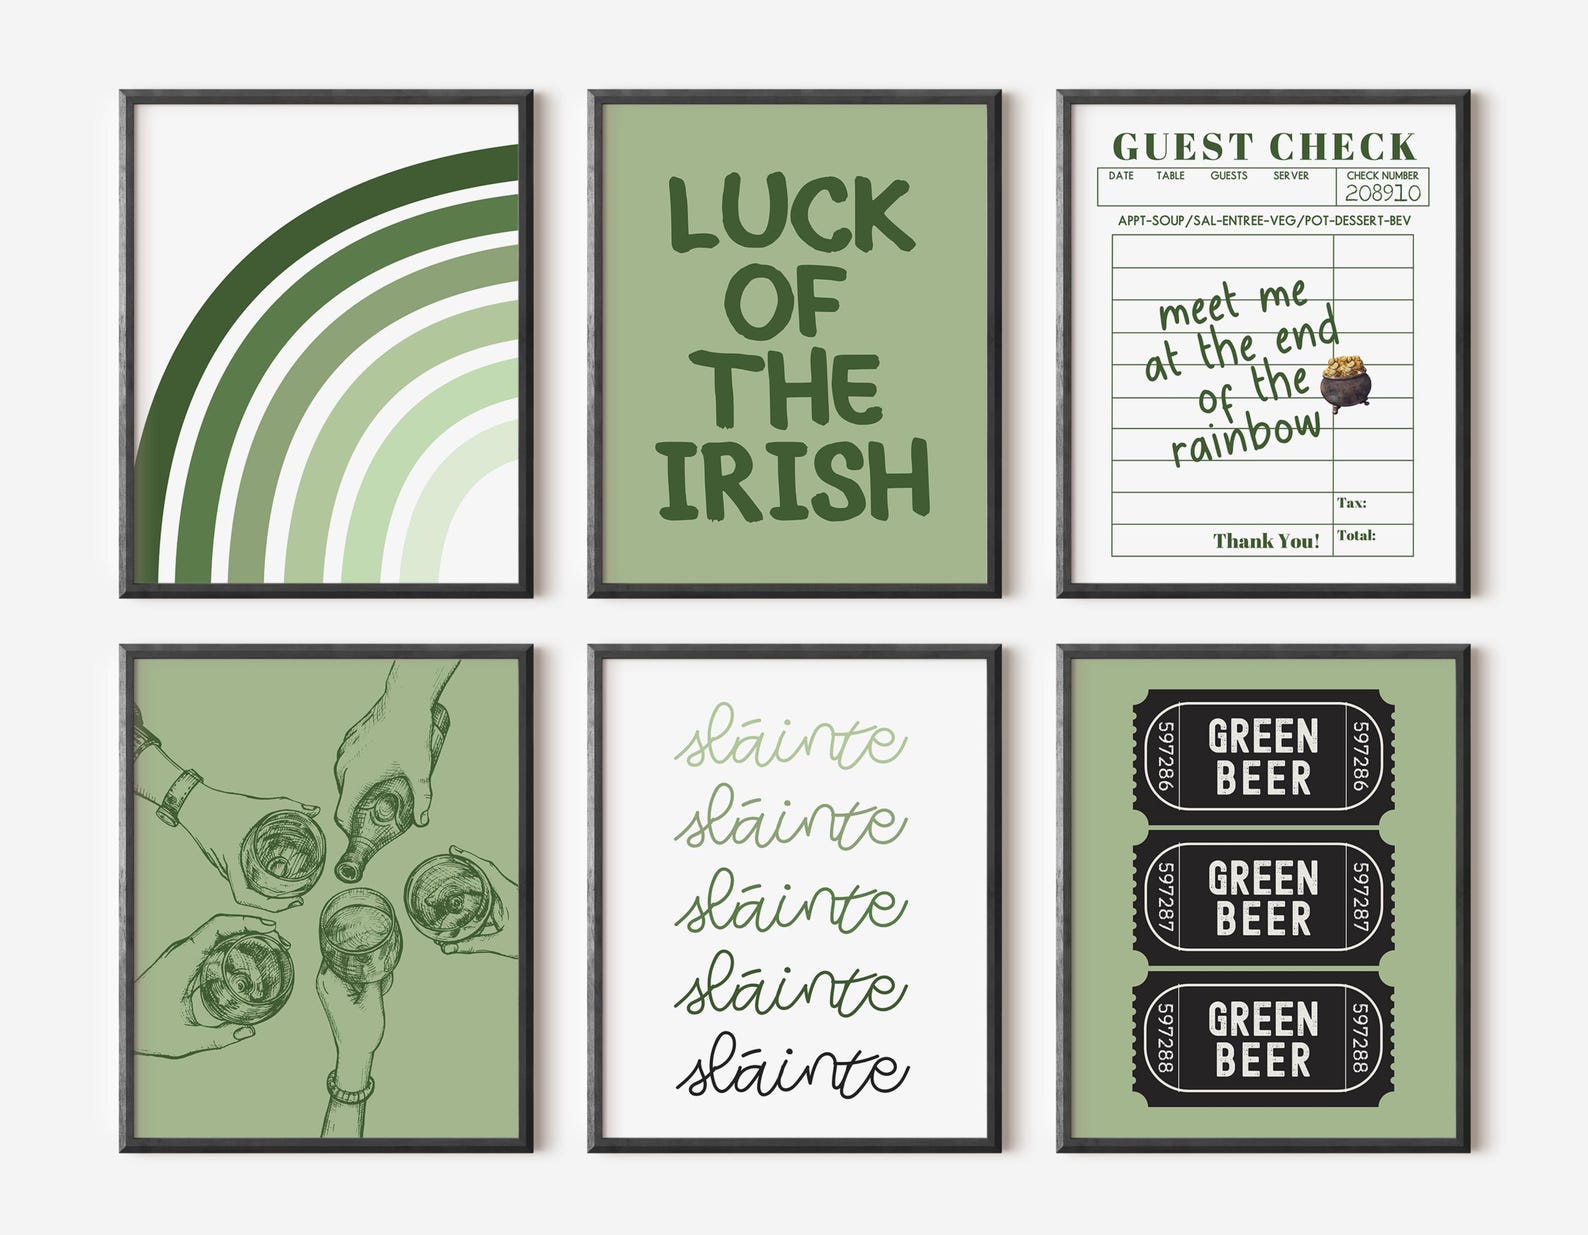 LUCK
OF
THE
IRISH
GUEST CHECK
DATE TABLE GUESTS SERVER CHECK NUMBER
208910
APPT-SOUP/SAL-ENTREE-VEG/POT-DESSERT-BEV
meet me
at the end
of the
rainbow
Tax:
Thank You! Total:
sláinte
sláinte
sláinte
sláinte
sláinte
597286 GREEN BEER 597286
597287 GREEN BEER 597287
597288 GREEN BEER 597288